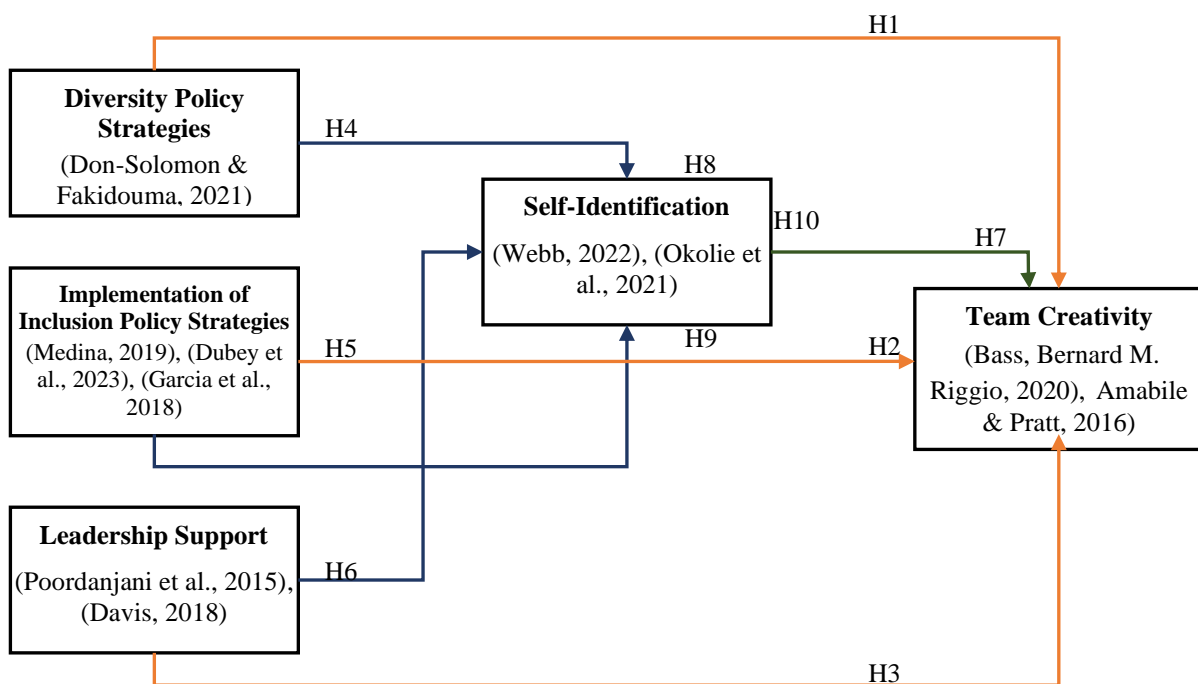 H1
Diversity Policy
Strategies
(Don-Solomon &
Fakidouma, 2021)
H4
H8
Self-Identification
(Webb, 2022), (Okolie et
al., 2021)
H10
H7
Implementation of
Inclusion Policy Strategies
(Medina, 2019), (Dubey et
al., 2023), (Garcia et al.,
2018)
H5
H9
H2
Team Creativity
(Bass, Bernard M.
Riggio, 2020), Amabile
& Pratt, 2016)
Leadership Support
(Poordanjani et al., 2015),
(Davis, 2018)
H6
H3